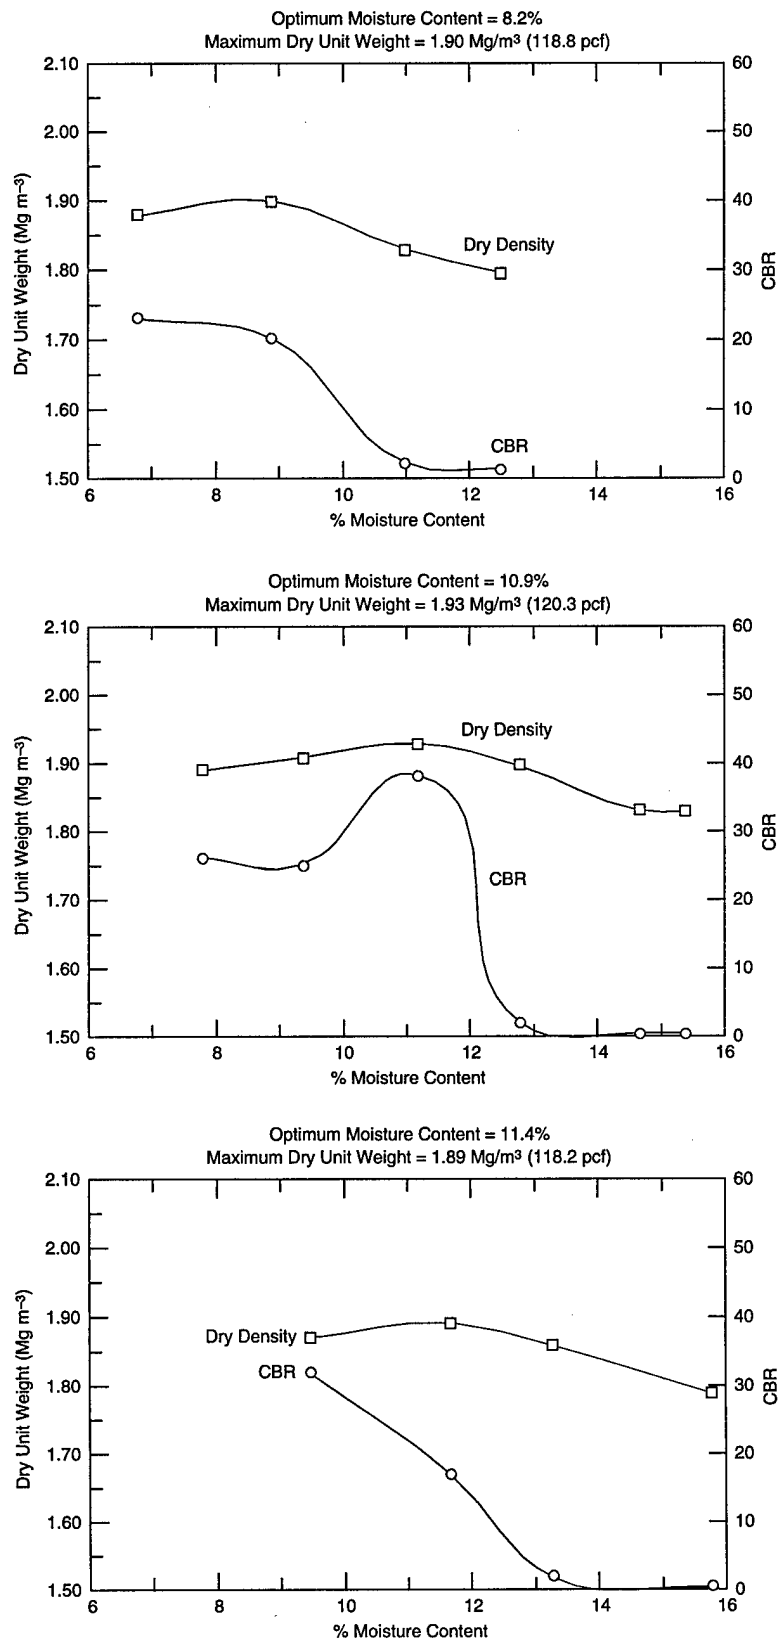 Optimum Moisture Content = 8.2%
Maximum Dry Unit Weight = 1.90 Mg/m³ (118.8 pcf)
2.10
2.00
1.90
1.80
1.70
1.60
1.50
Dry Unit Weight (Mg m⁻³)
60
50
40
30
20
10
0
CBR
Dry Density
CBR
6 8 10 12 14 16
% Moisture Content
Optimum Moisture Content = 10.9%
Maximum Dry Unit Weight = 1.93 Mg/m³ (120.3 pcf)
2.10
2.00
1.90
1.80
1.70
1.60
1.50
Dry Unit Weight (Mg m⁻³)
60
50
40
30
20
10
0
CBR
Dry Density
CBR
6 8 10 12 14 16
% Moisture Content
Optimum Moisture Content = 11.4%
Maximum Dry Unit Weight = 1.89 Mg/m³ (118.2 pcf)
2.10
2.00
1.90
1.80
1.70
1.60
1.50
Dry Unit Weight (Mg m⁻³)
60
50
40
30
20
10
0
CBR
Dry Density
CBR
6 8 10 12 14 16
% Moisture Content